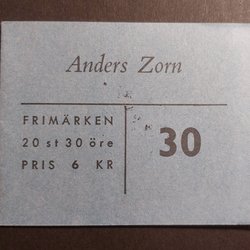 Anders Zorn
FRIMÄRKEN
20 st 30 öre
PRIS 6 KR
30